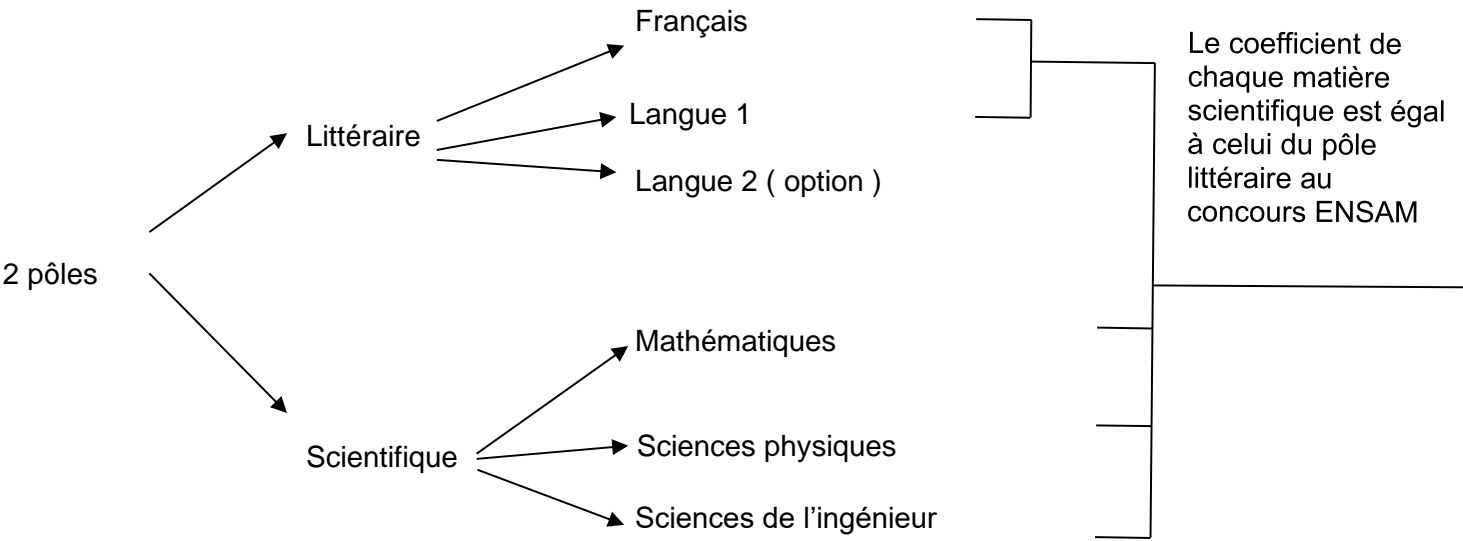 2 pôles
Littéraire
Français
Langue 1
Langue 2 ( option )
Scientifique
Mathématiques
Sciences physiques
Sciences de l’ingénieur
Le coefficient de
chaque matière
scientifique est égal
à celui du pôle
littéraire au
concours ENSAM